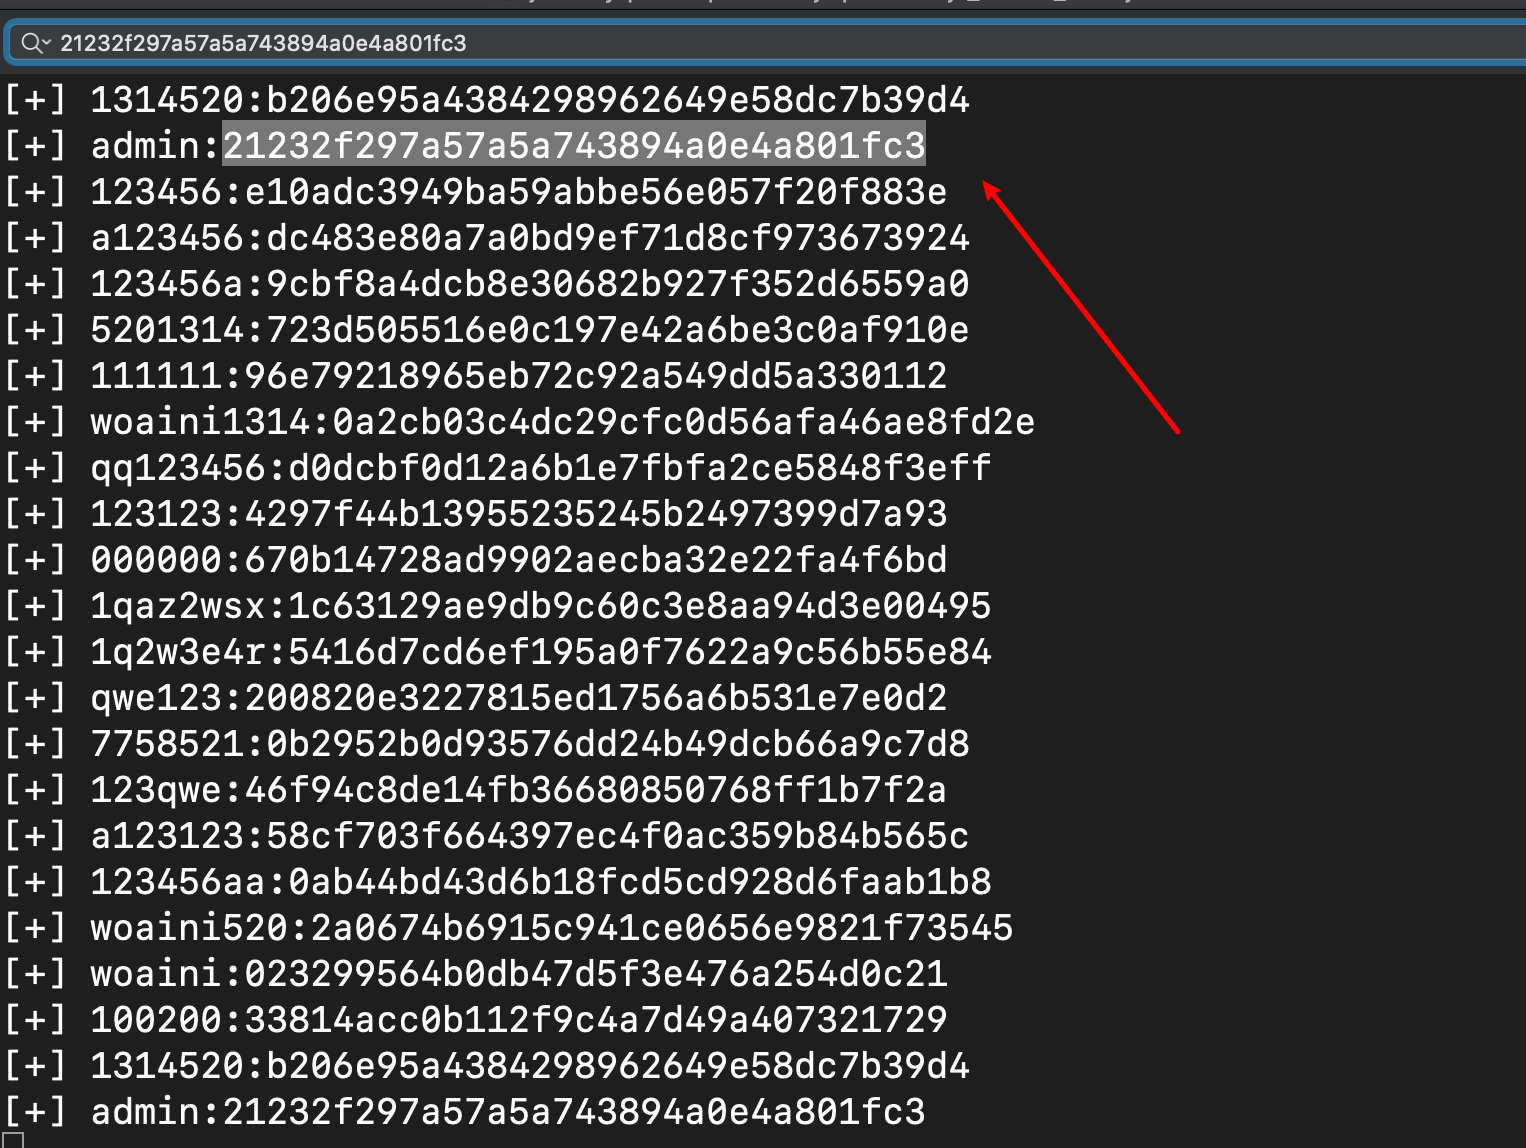 21232f297a57a5a743894a0e4a801fc3
[+] 1314520:b206e95a4384298962649e58dc7b39d4
[+] admin:21232f297a57a5a743894a0e4a801fc3
[+] 123456:e10adc3949ba59abbe56e057f20f883e
[+] a123456:dc483e80a7a0bd9ef71d8cf973673924
[+] 123456a:9cbf8a4dcb8e30682b927f352d6559a0
[+] 5201314:723d505516e0c197e42a6be3c0af910e
[+] 111111:96e79218965eb72c92a549dd5a330112
[+] woaini1314:0a2cb03c4dc29cfc0d56afa46ae8fd2e
[+] qq123456:d0dcbf0d12a6b1e7fbfa2ce5848f3eff
[+] 123123:4297f44b13955235245b2497399d7a93
[+] 000000:670b14728ad9902aecba32e22fa4f6bd
[+] 1qaz2wsx:1c63129ae9db9c60c3e8aa94d3e00495
[+] 1q2w3e4r:5416d7cd6ef195a0f7622a9c56b55e84
[+] qwe123:200820e3227815ed1756a6b531e7e0d2
[+] 7758521:0b2952b0d93576dd24b49dcb66a9c7d8
[+] 123qwe:46f94c8de14fb36680850768ff1b7f2a
[+] a123123:58cf703f664397ec4f0ac359b84b565c
[+] 123456aa:0ab44bd43d6b18fcd5cd928d6faab1b8
[+] woaini520:2a0674b6915c941ce0656e9821f73545
[+] woaini:023299564b0db47d5f3e476a254d0c21
[+] 100200:33814acc0b112f9c4a7d49a407321729
[+] 1314520:b206e95a4384298962649e58dc7b39d4
[+] admin:21232f297a57a5a743894a0e4a801fc3